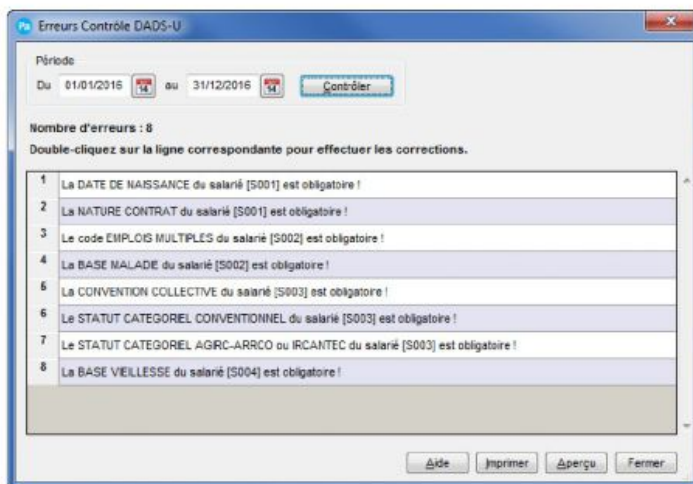 Pa Erreurs Contrôle DADS-U
Période
Du 01/01/2016 14 au 31/12/2016 14 Contrôler
Nombre d'erreurs : 8
Double-cliquez sur la ligne correspondante pour effectuer les corrections.
1 La DATE DE NAISSANCE du salarié [S001] est obligatoire !
2 La NATURE CONTRAT du salarié [S001] est obligatoire !
3 Le code EMPLOIS MULTIPLES du salarié [S002] est obligatoire !
4 La BASE MALADIE du salarié [S002] est obligatoire !
5 La CONVENTION COLLECTIVE du salarié [S003] est obligatoire !
6 Le STATUT CATEGORIEL CONVENTIONNEL du salarié [S003] est obligatoire !
7 Le STATUT CATEGORIEL AGIRC-ARRCO ou IRCANTEC du salarié [S003] est obligatoire !
8 La BASE VIEILLESSE du salarié [S004] est obligatoire !
Aide Imprimer Aperçu Fermer